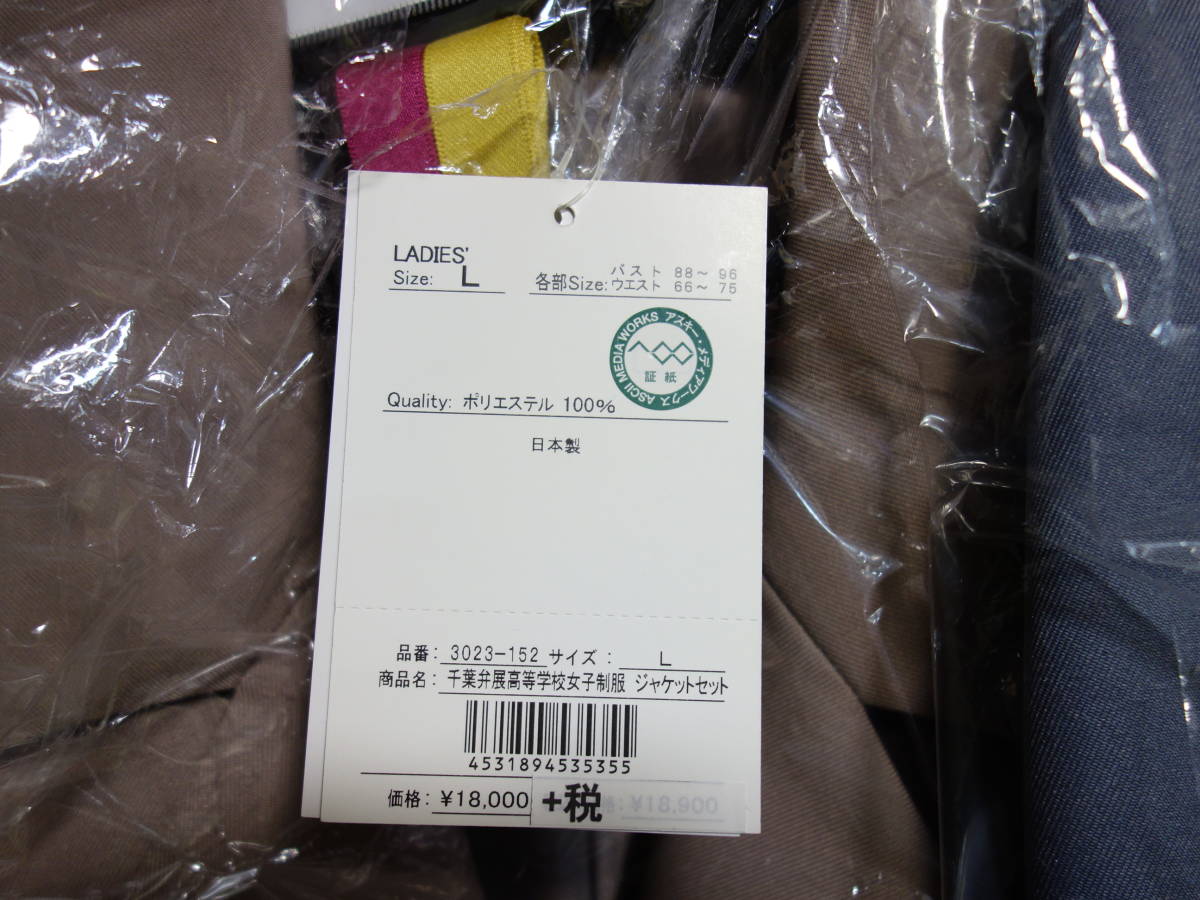 LADIES'
Size: L
各部Size:
バスト 88～ 96
ウエスト 66～ 75
ASCII MEDIA WORKS アスキー・メディアワークス
証紙
Quality: ポリエステル 100%
日本製
品番: 3023-152 サイズ: L
商品名: 千葉弁展高等学校女子制服 ジャケットセット
4531894535355
価格: ¥18,000 +税 格: ¥18,900